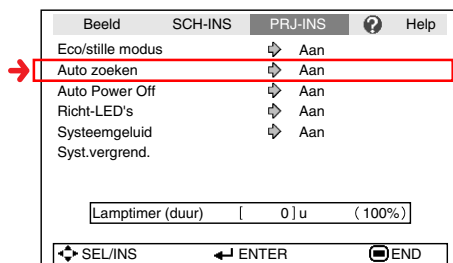 Beeld SCH-INS PRJ-INS ? Help
Eco/stille modus Aan
Auto zoeken Aan
Auto Power Off Aan
Richt-LED's Aan
Systeemgeluid Aan
Syst.vergrend.
Lamptimer (duur) [ 0 ] u ( 100% )
SEL/INS ENTER END